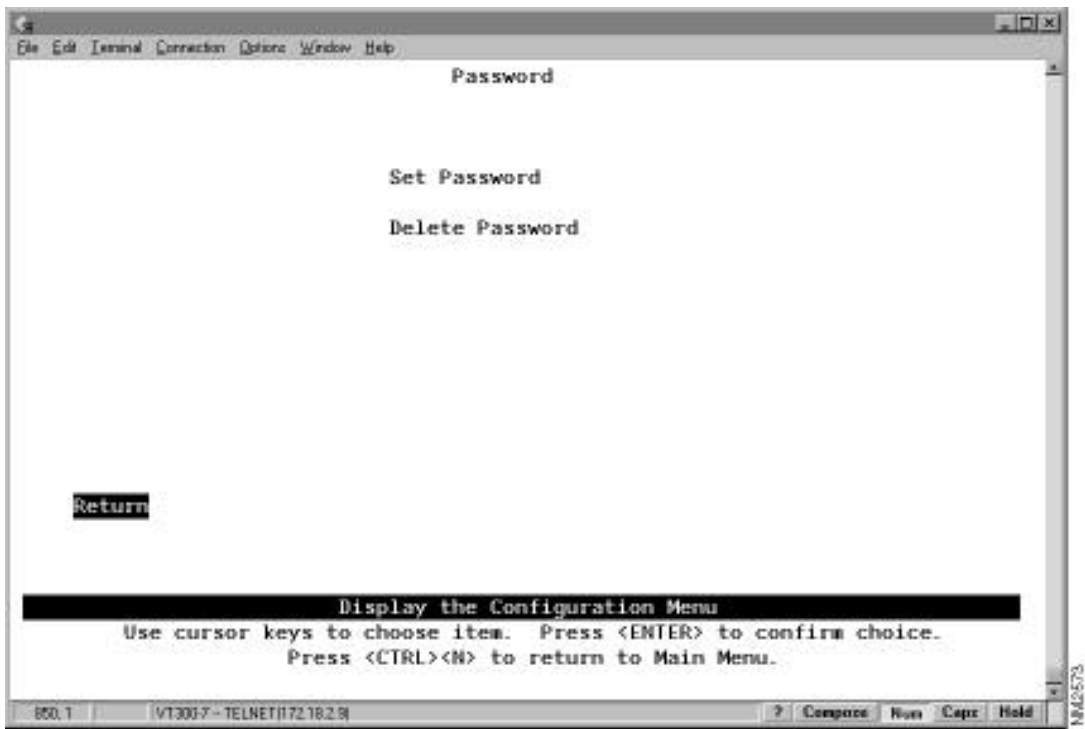 File Edit Terminal Connection Options Window Help
Password
Set Password
Delete Password
Return
Display the Configuration Menu
Use cursor keys to choose item. Press <ENTER> to confirm choice.
Press <CTRL><N> to return to Main Menu.
850, 1 VT300-7 -- TELNET(172.18.2.9) ? Compose Num Caps Hold
NM2573